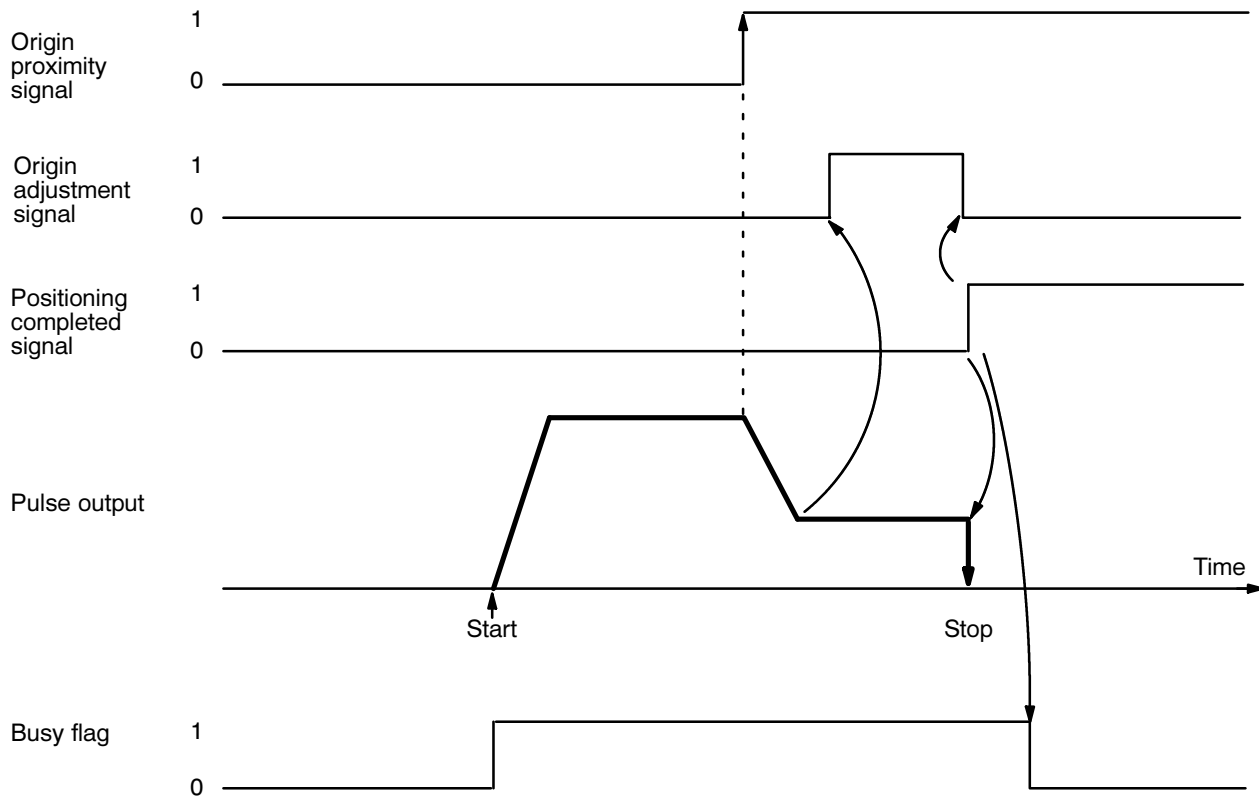 Origin
proximity
signal
1
0
Origin
adjustment
signal
1
0
Positioning
completed
signal
1
0
Pulse output
Time
Start
Stop
Busy flag
1
0